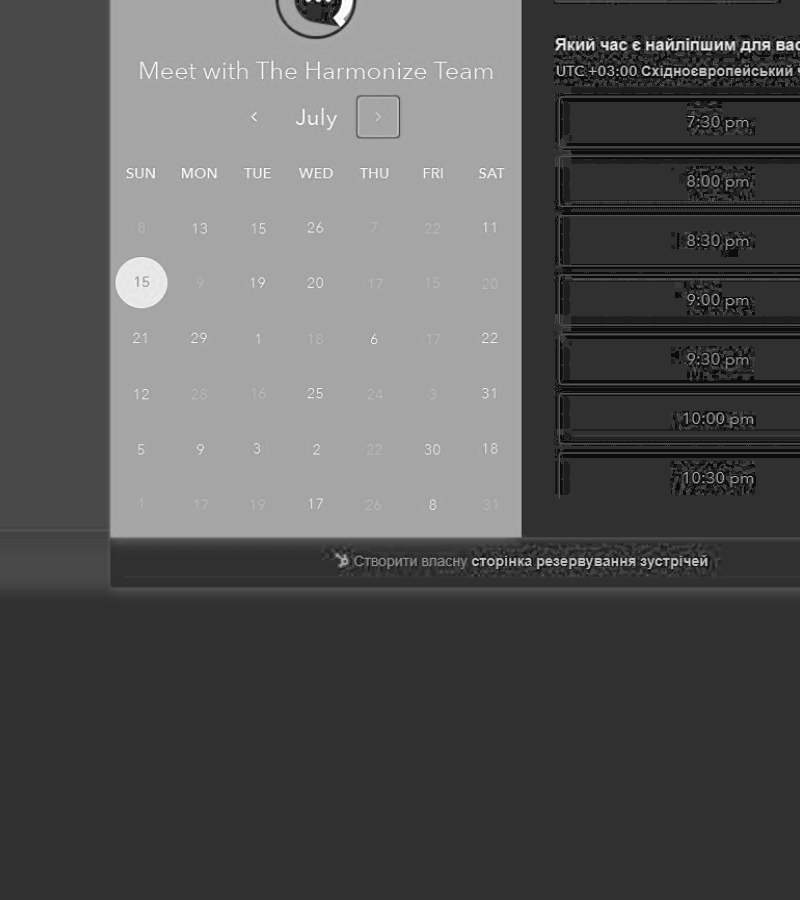 Meet with The Harmonize Team
July
SUN MON TUE WED THU FRI SAT
8 13 15 26 7 22 11
15 9 19 20 17 15 20
21 29 1 18 6 17 22
12 28 16 25 24 3 31
5 9 3 2 22 30 18
1 17 19 17 26 8 31
Який час є найліпшим для вас
UTC +03:00 Східноєвропейський
7:30 pm
8:00 pm
8:30 pm
9:00 pm
9:30 pm
10:00 pm
10:30 pm
Створити власну сторінка резервування зустрічей